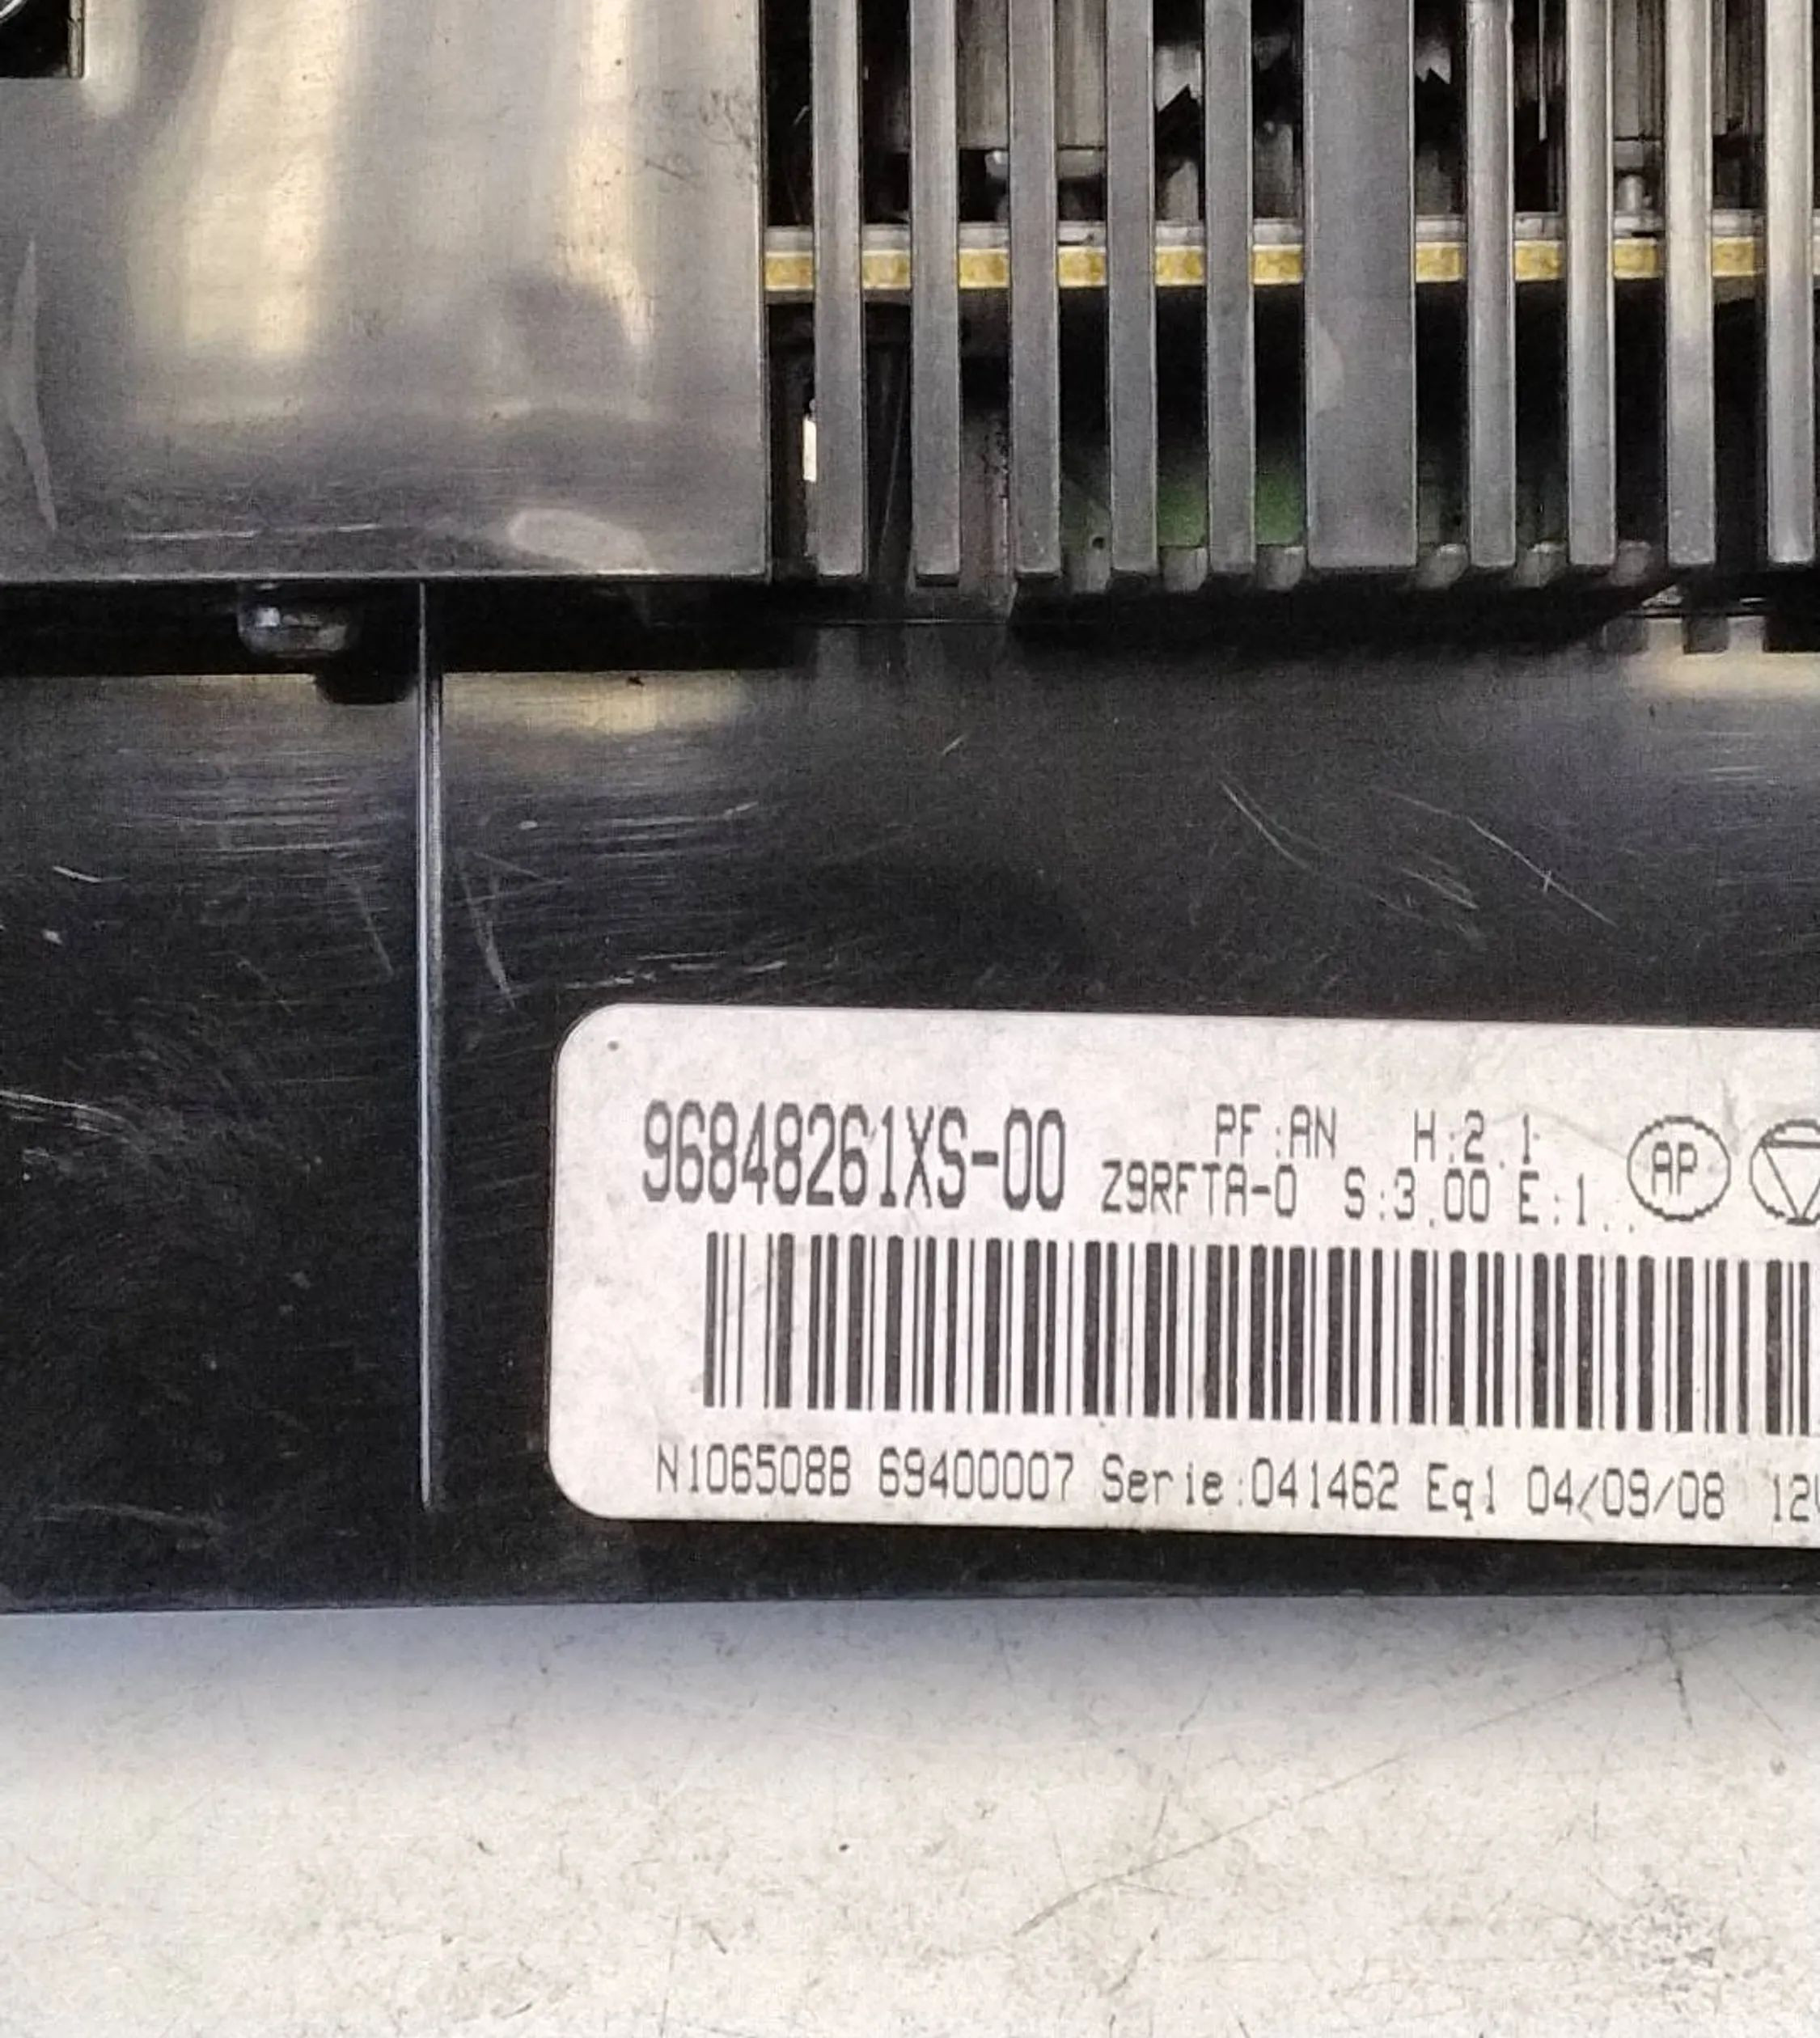 96848261XS-00 PF:AN H:2.1
Z9RFTA-0 S:3.00 E:1..
AP
N106508B 69400007 Serie:041462 Eq1 04/09/08 12